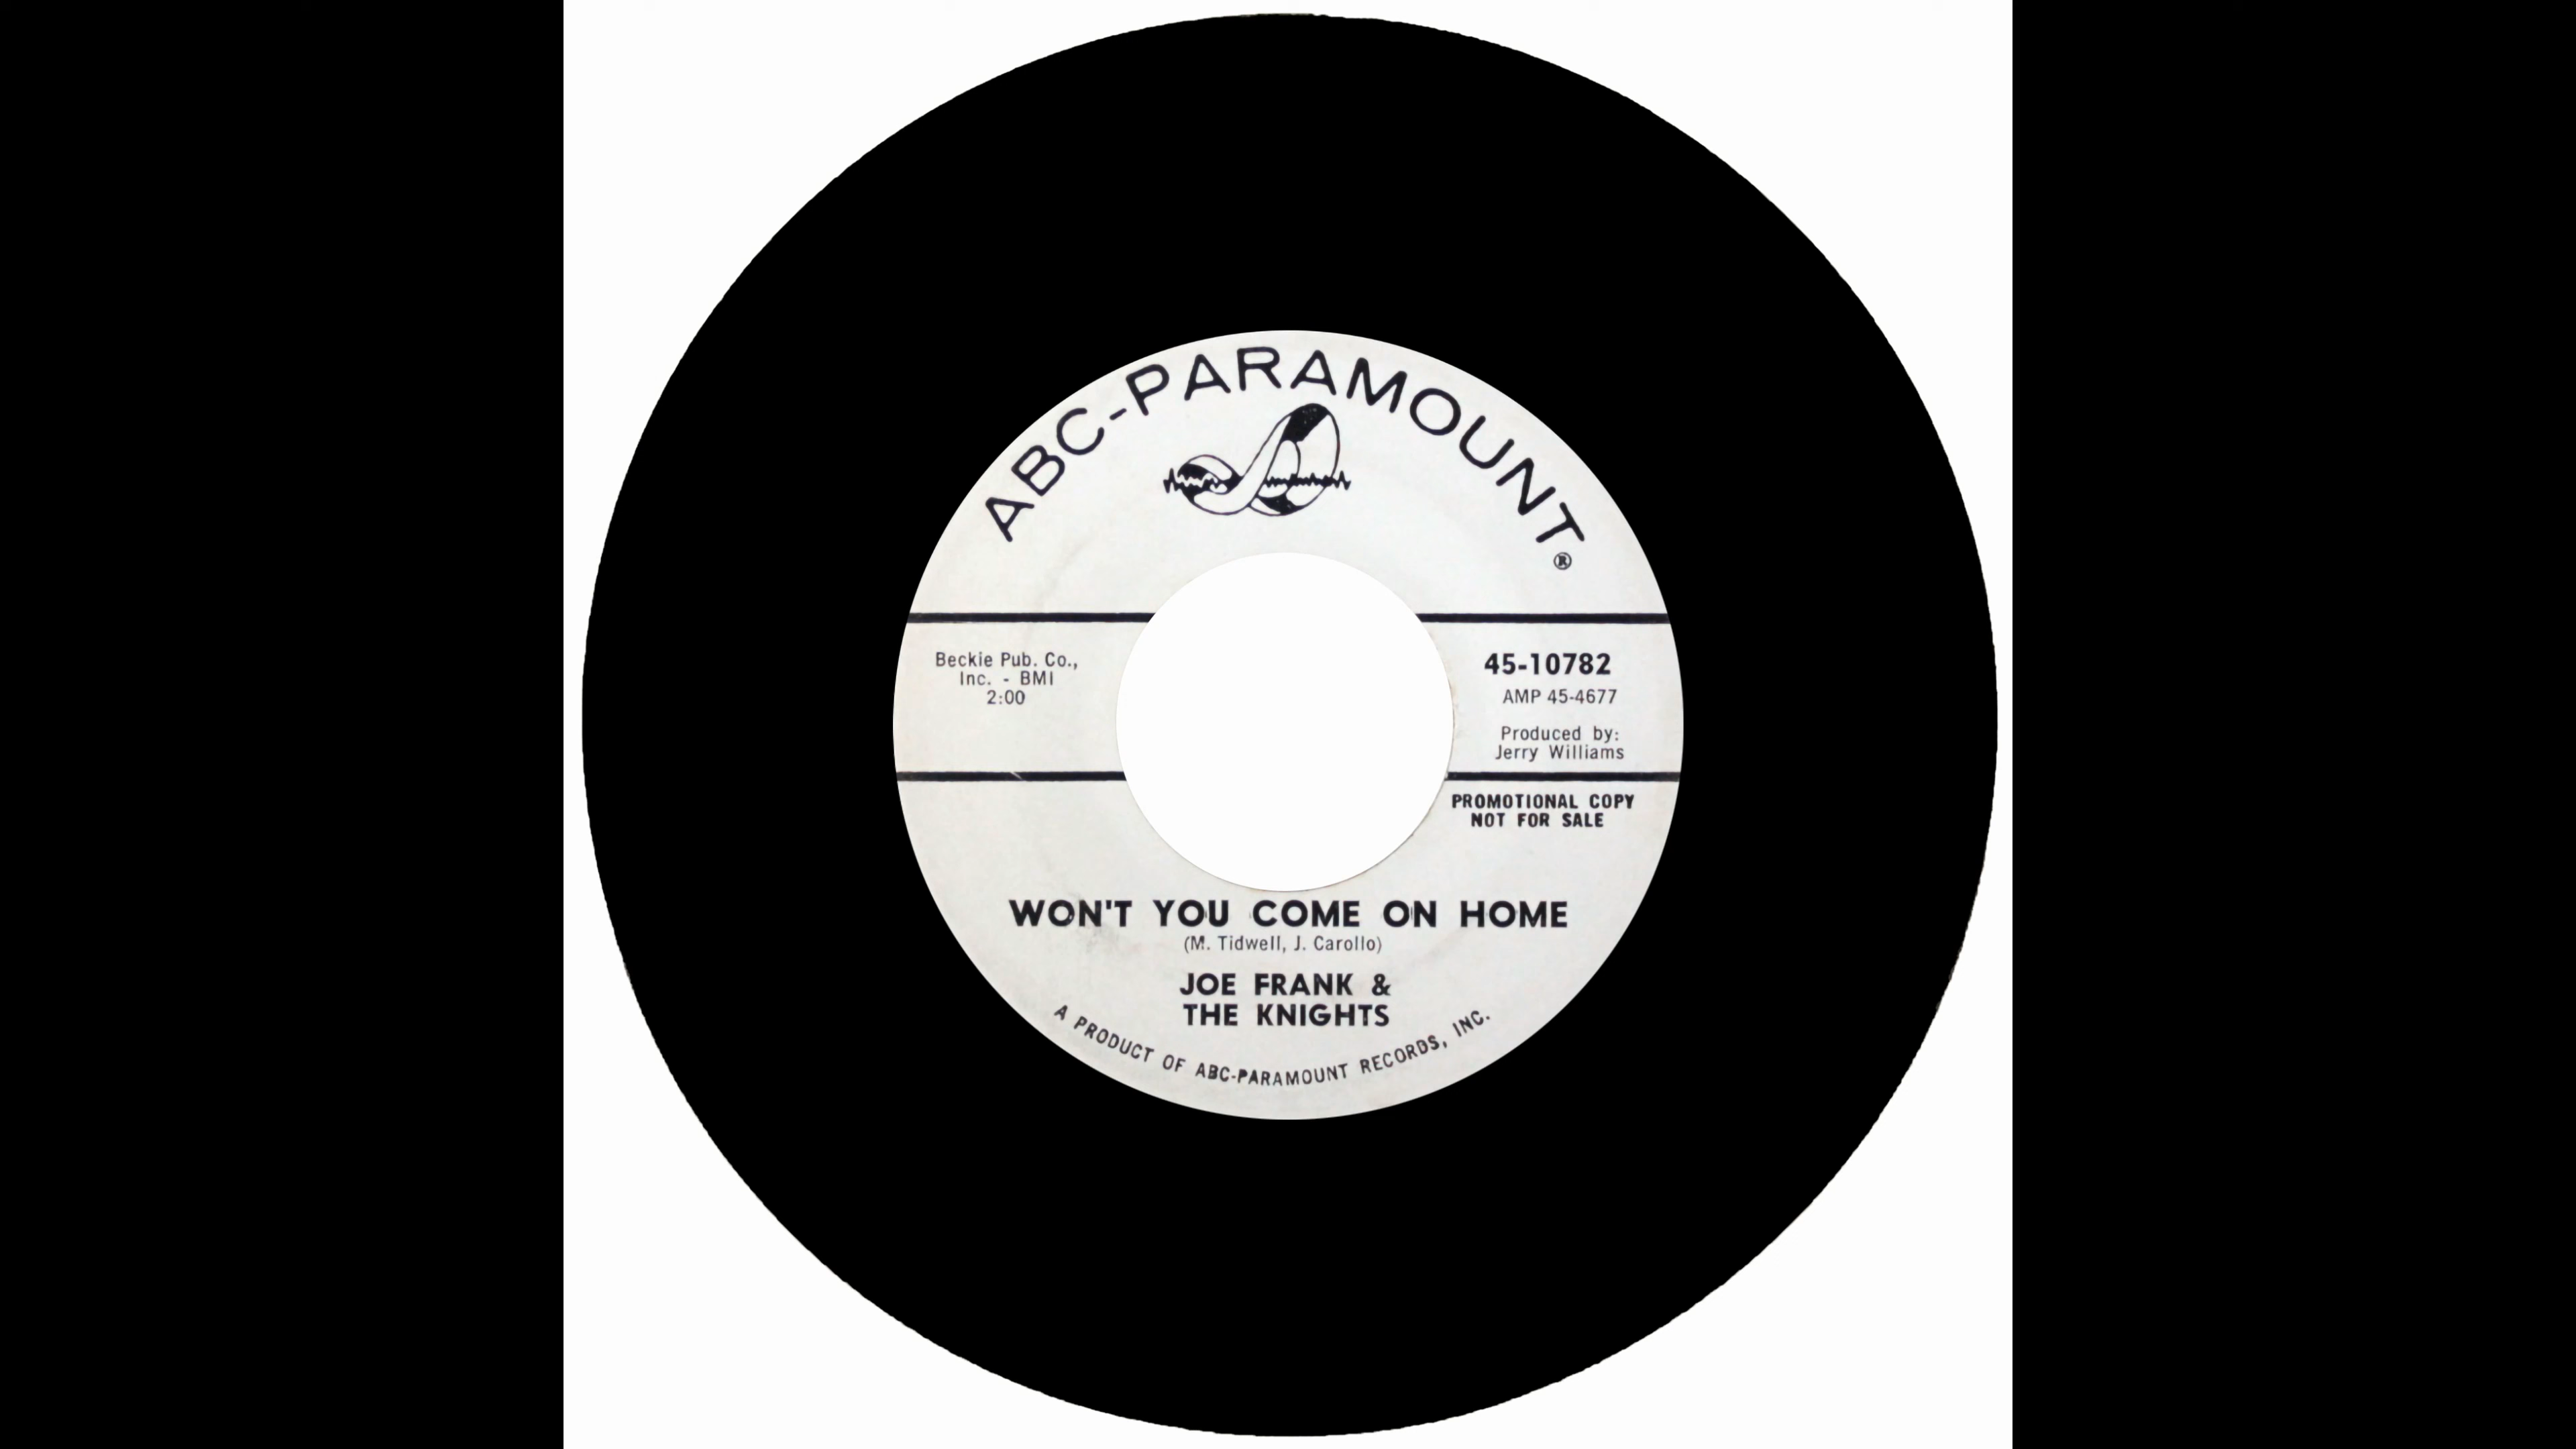 ABC-PARAMOUNT®
Beckie Pub. Co.,
Inc. - BMI
2:00
45-10782
AMP 45-4677
Produced by:
Jerry Williams
PROMOTIONAL COPY
NOT FOR SALE
WON'T YOU COME ON HOME
(M. Tidwell, J. Carollo)
JOE FRANK &
THE KNIGHTS
A PRODUCT OF ABC-PARAMOUNT RECORDS, INC.